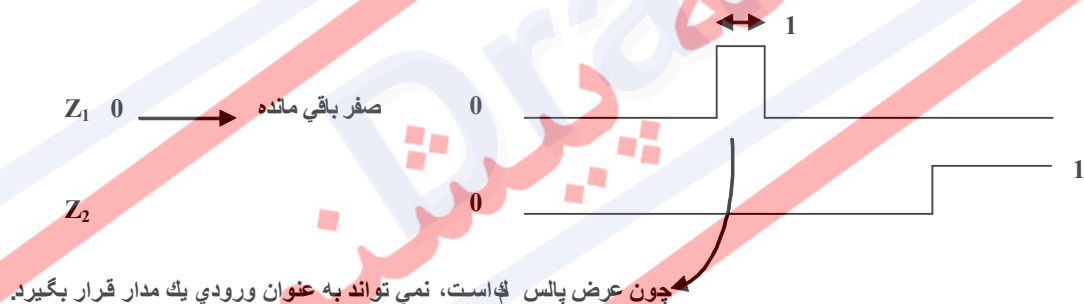 1
Z₁ 0 صفر باقي مانده 0
Z₂ 0 1
چون عرض پالس است، نمي تواند به عنوان ورودي يك مدار قرار بگيرد.